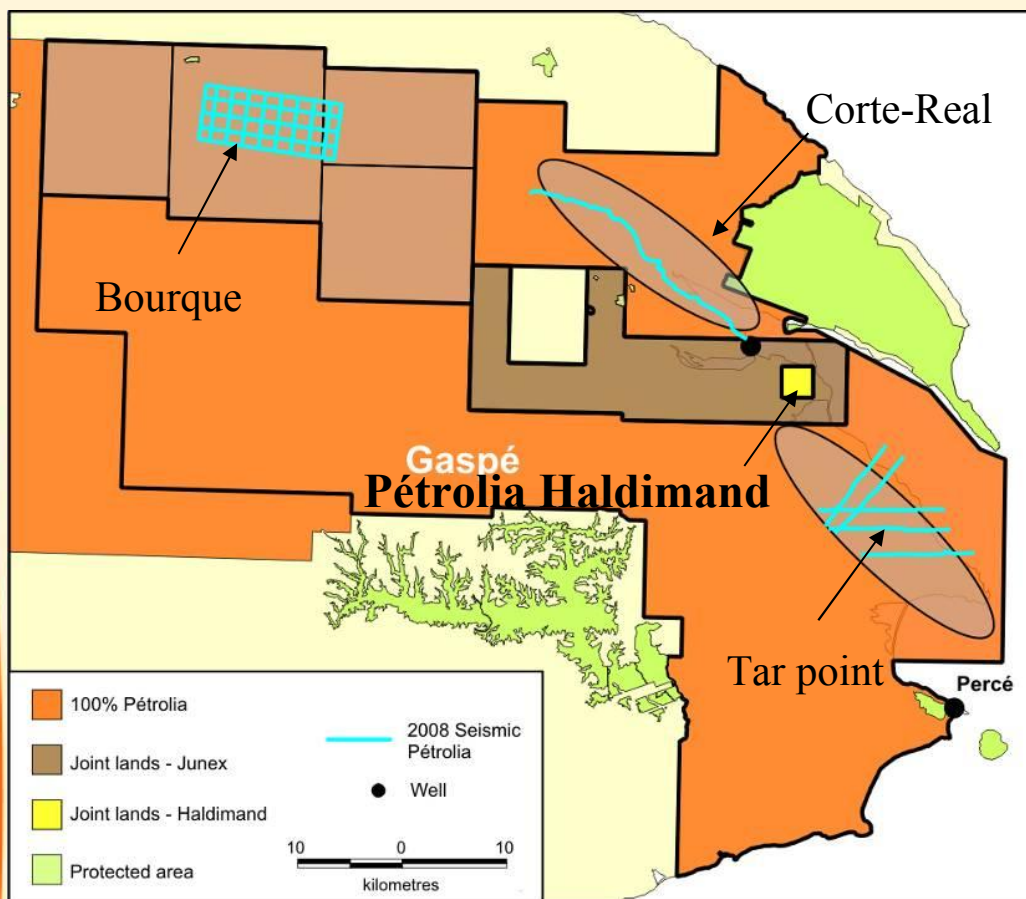 Corte-Real
Bourque
Gaspé
Pétrolia Haldimand
Tar point
Percé
100% Pétrolia
Joint lands - Junex
Joint lands - Haldimand
Protected area
2008 Seismic
Pétrolia
Well
10 0 10
kilometres